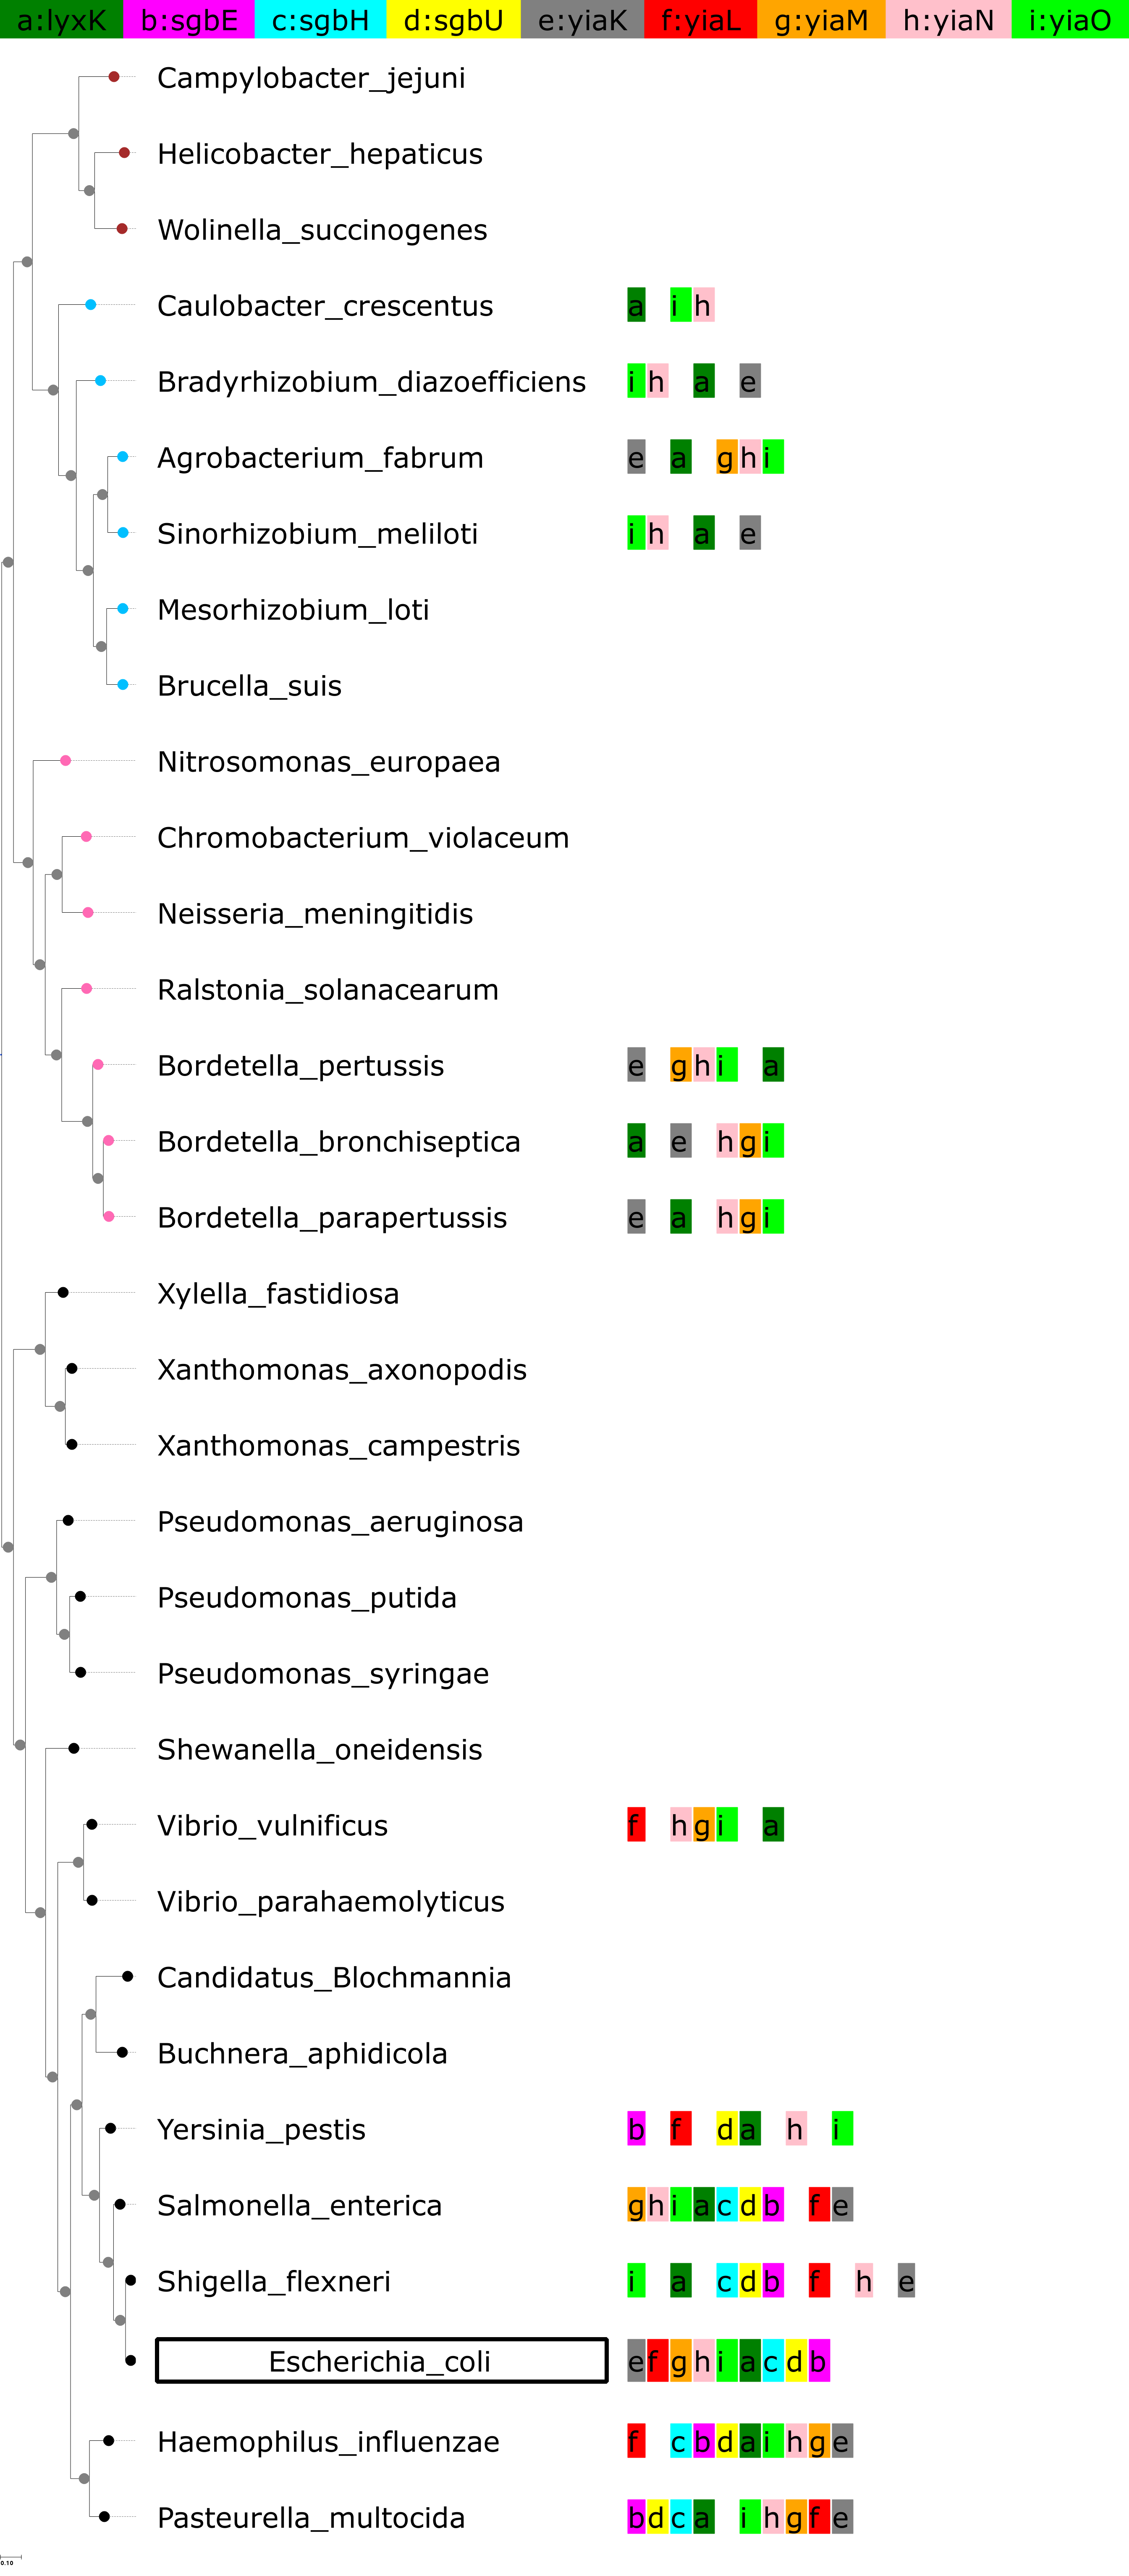 a:lyxK b:sgbE c:sgbH d:sgbU e:yiaK f:yiaL g:yiaM h:yiaN i:yiaO
Campylobacter_jejuni
Helicobacter_hepaticus
Wolinella_succinogenes
Caulobacter_crescentus a i h
Bradyrhizobium_diazoefficiens i h a e
Agrobacterium_fabrum e a g h i
Sinorhizobium_meliloti i h a e
Mesorhizobium_loti
Brucella_suis
Nitrosomonas_europaea
Chromobacterium_violaceum
Neisseria_meningitidis
Ralstonia_solanacearum
Bordetella_pertussis e g h i a
Bordetella_bronchiseptica a e h g i
Bordetella_parapertussis e a h g i
Xylella_fastidiosa
Xanthomonas_axonopodis
Xanthomonas_campestris
Pseudomonas_aeruginosa
Pseudomonas_putida
Pseudomonas_syringae
Shewanella_oneidensis
Vibrio_vulnificus f h g i a
Vibrio_parahaemolyticus
Candidatus_Blochmannia
Buchnera_aphidicola
Yersinia_pestis b f d a h i
Salmonella_enterica g h i a c d b f e
Shigella_flexneri i a c d b f h e
Escherichia_coli e f g h i a c d b
Haemophilus_influenzae f c b d a i h g e
Pasteurella_multocida b d c a i h g f e
0.10